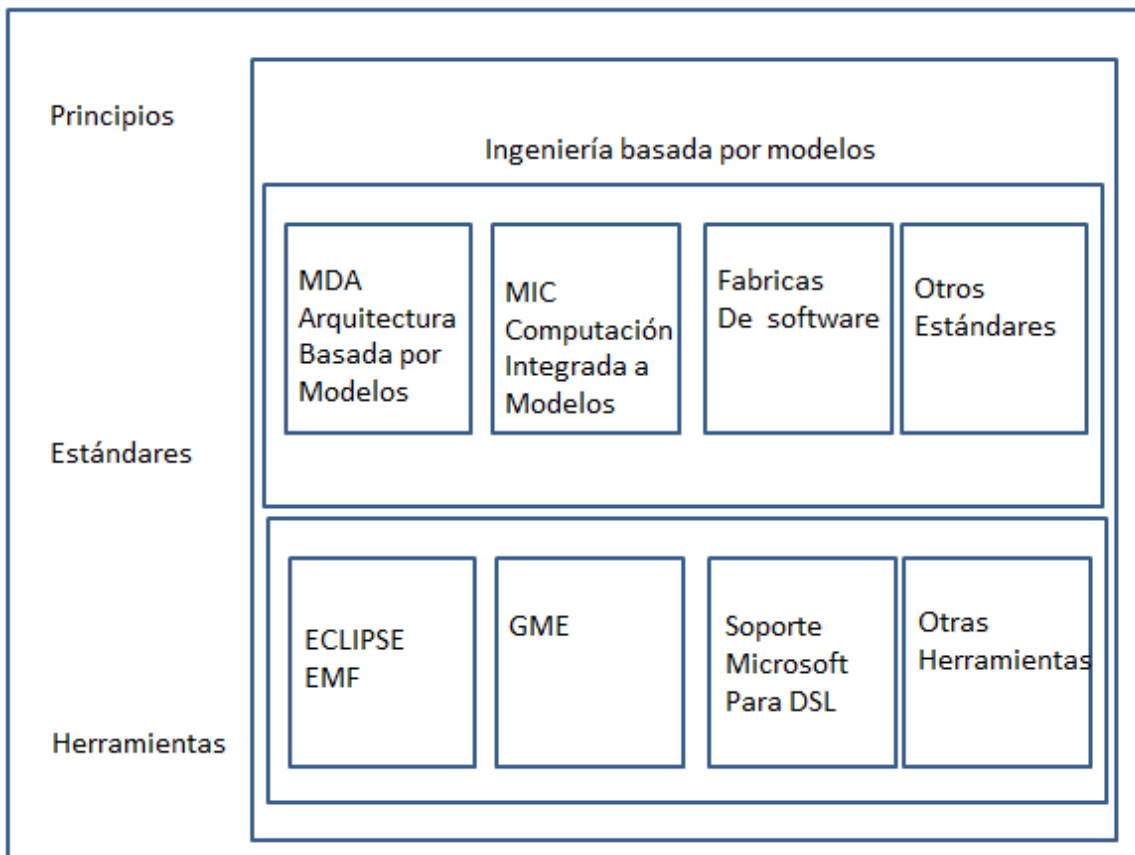 Principios
Ingeniería basada por modelos
MDA
Arquitectura
Basada por
Modelos
MIC
Computación
Integrada a
Modelos
Fabricas
De software
Otros
Estándares
Estándares
ECLIPSE
EMF
GME
Soporte
Microsoft
Para DSL
Otras
Herramientas
Herramientas